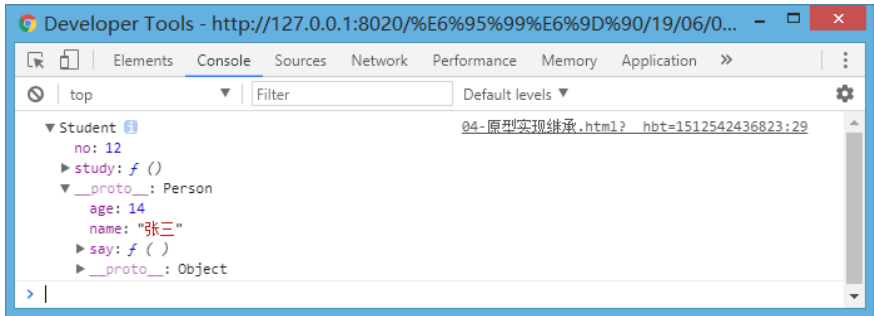 Developer Tools - http://127.0.0.1:8020/%E6%95%99%E6%9D%90/19/06/0...
Elements Console Sources Network Performance Memory Application »
top ▼ Filter Default levels ▼
▼Student i 04-原型实现继承.html?__hbt=1512542436823:29
no: 12
▶study: ƒ ()
▼__proto__: Person
age: 14
name: "张三"
▶say: ƒ ( )
▶__proto__: Object
>